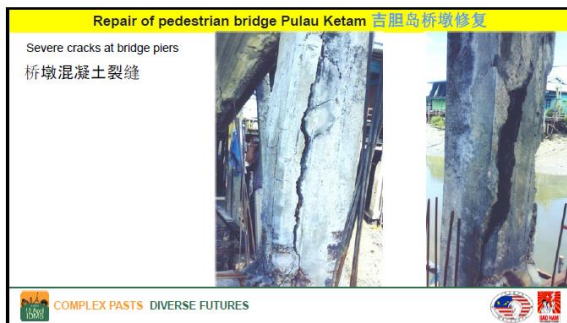 Repair of pedestrian bridge Pulau Ketam 吉胆岛桥墩修复
Severe cracks at bridge piers
桥墩混凝土裂缝
COMPLEX PASTS DIVERSE FUTURES